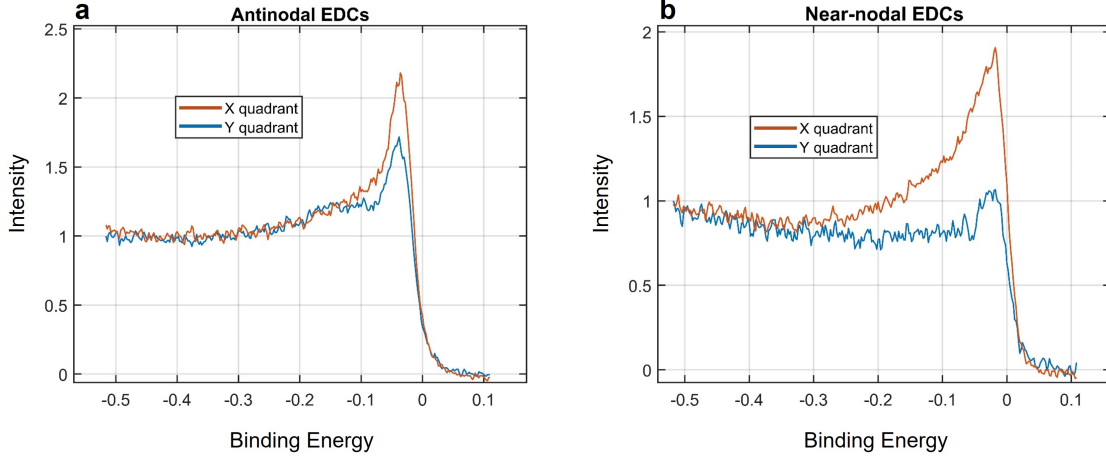 a
Antinodal EDCs
2.5
2
1.5
1
0.5
0
Intensity
X quadrant
Y quadrant
-0.5 -0.4 -0.3 -0.2 -0.1 0 0.1
Binding Energy
b
Near-nodal EDCs
2
1.5
1
0.5
0
Intensity
X quadrant
Y quadrant
-0.5 -0.4 -0.3 -0.2 -0.1 0 0.1
Binding Energy